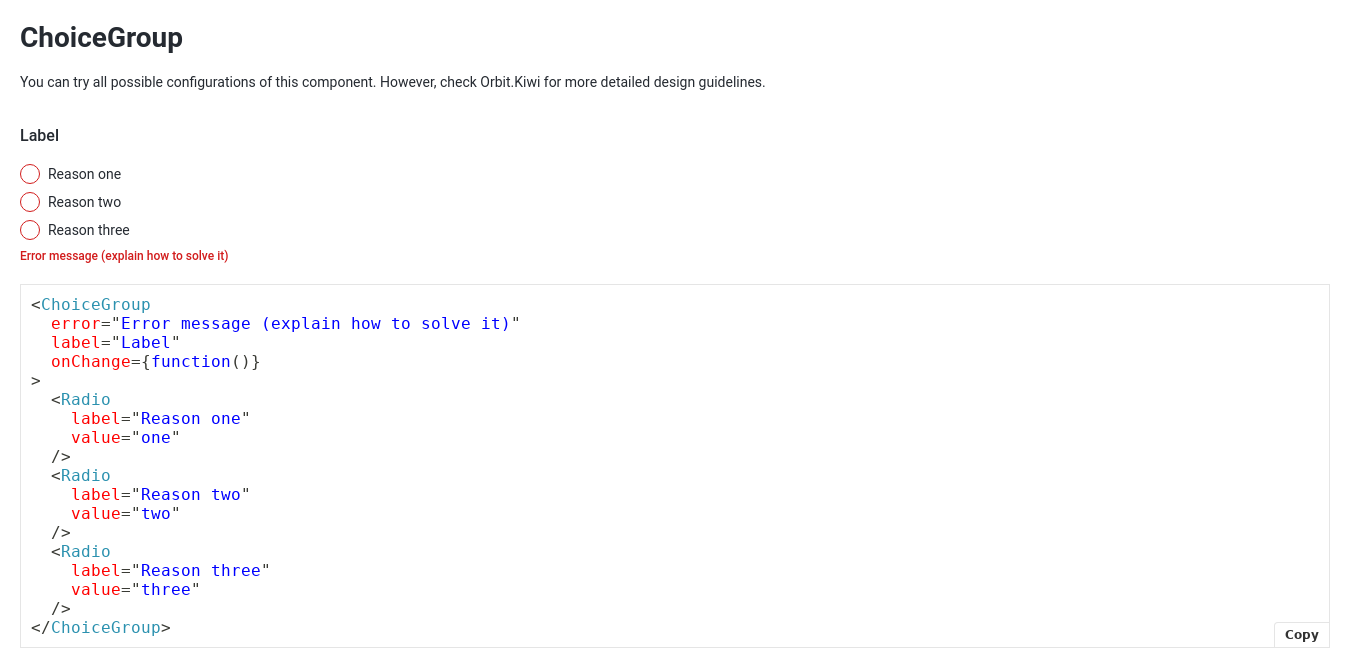 ChoiceGroup
You can try all possible configurations of this component. However, check Orbit.Kiwi for more detailed design guidelines.
Label
Reason one
Reason two
Reason three
Error message (explain how to solve it)
<ChoiceGroup
  error="Error message (explain how to solve it)"
  label="Label"
  onChange={function()}
>
  <Radio
    label="Reason one"
    value="one"
  />
  <Radio
    label="Reason two"
    value="two"
  />
  <Radio
    label="Reason three"
    value="three"
  />
</ChoiceGroup>
Copy